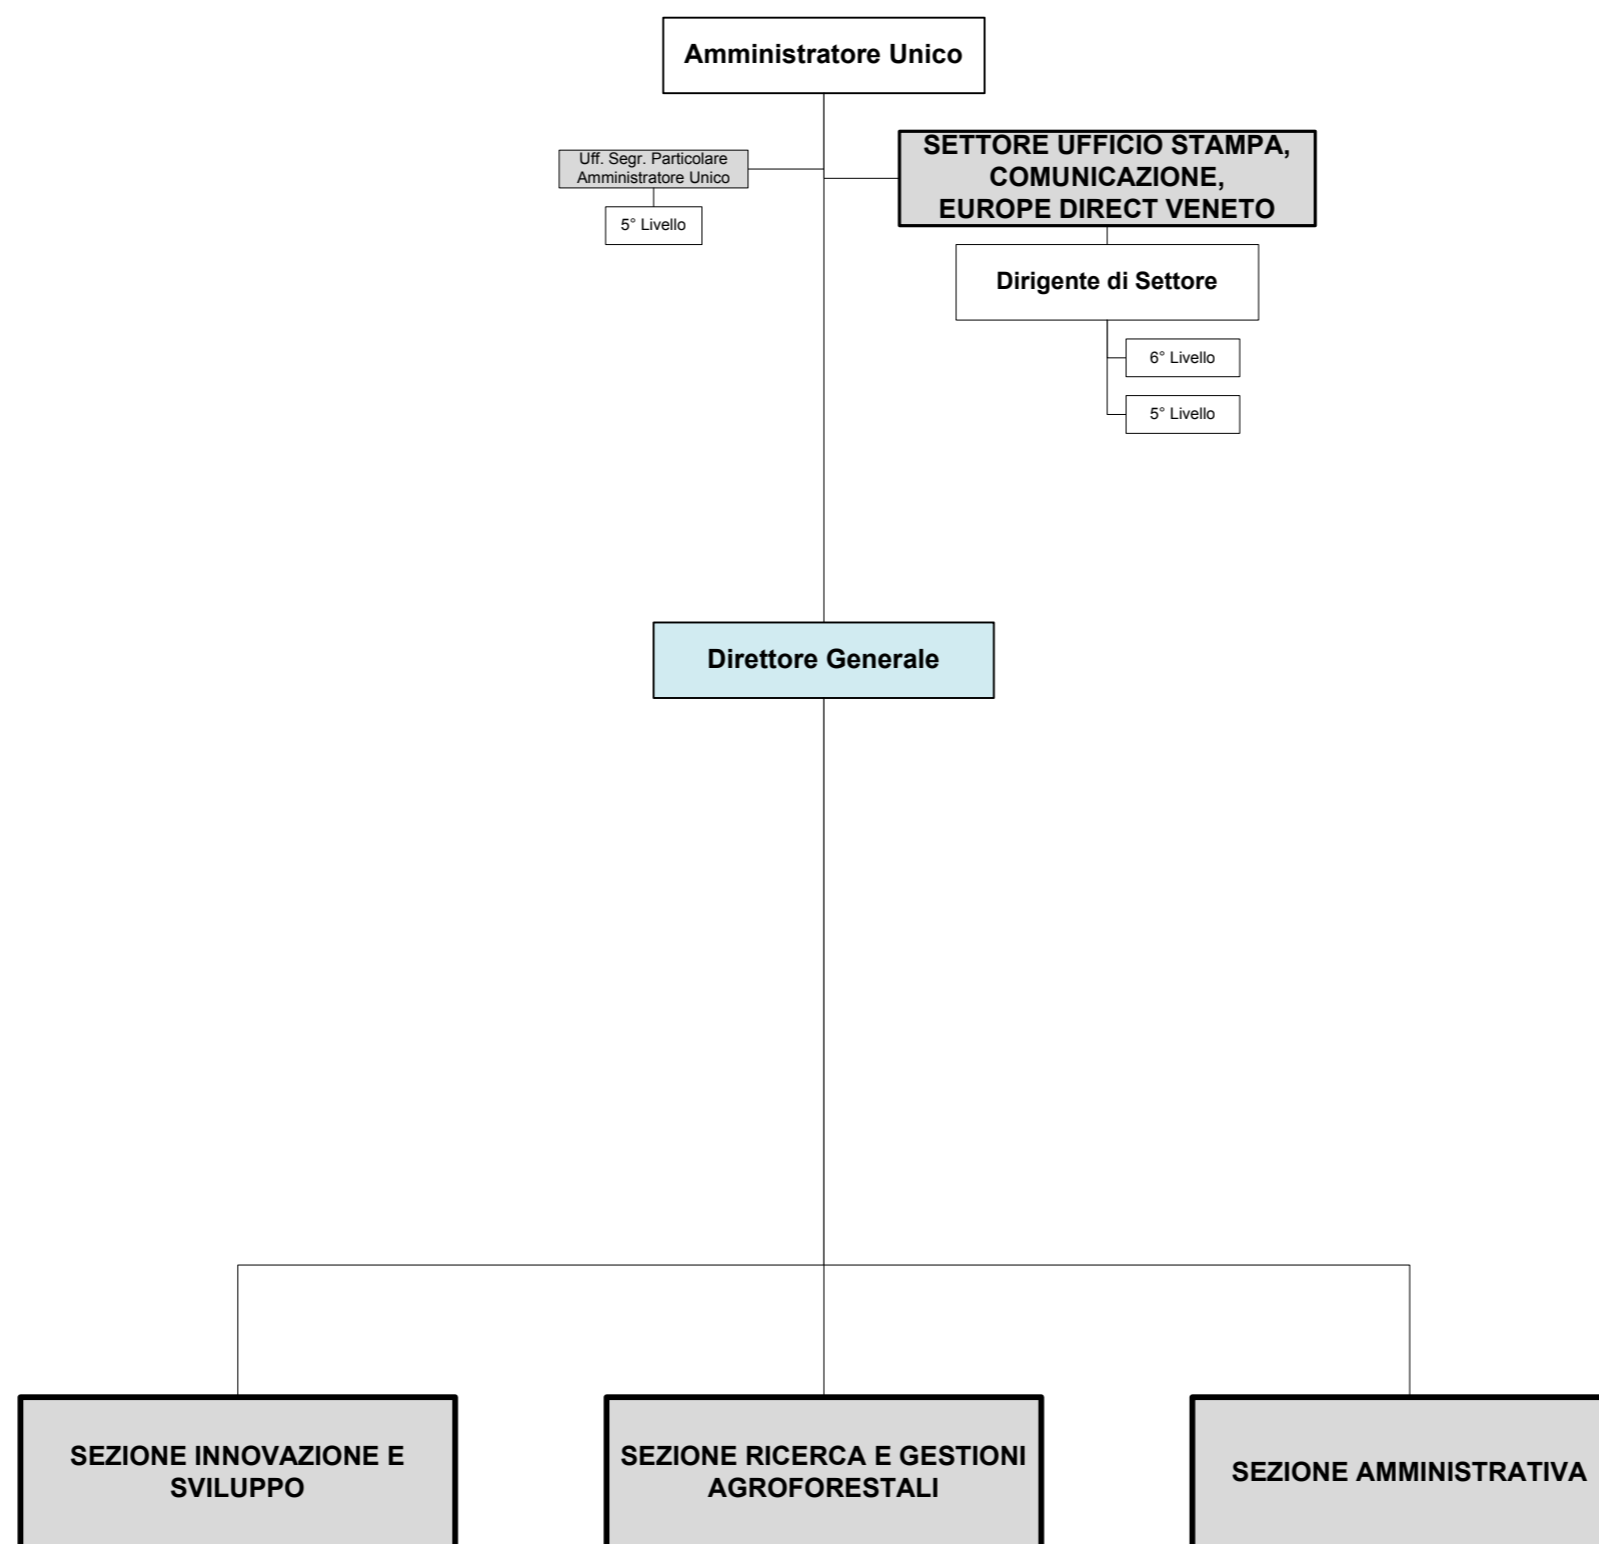 Amministratore Unico
Uff. Segr. Particolare
Amministratore Unico
5° Livello
SETTORE UFFICIO STAMPA,
COMUNICAZIONE,
EUROPE DIRECT VENETO
Dirigente di Settore
6° Livello
5° Livello
Direttore Generale
SEZIONE INNOVAZIONE E
SVILUPPO
SEZIONE RICERCA E GESTIONI
AGROFORESTALI
SEZIONE AMMINISTRATIVA